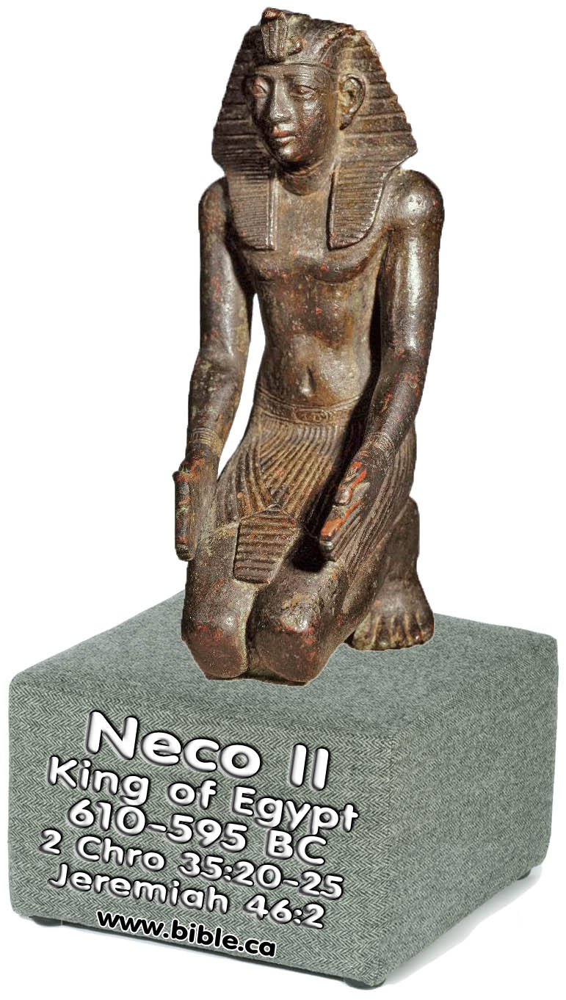 Neco II
King of Egypt
610-595 BC
2 Chro 35:20-25
Jeremiah 46:2
www.bible.ca